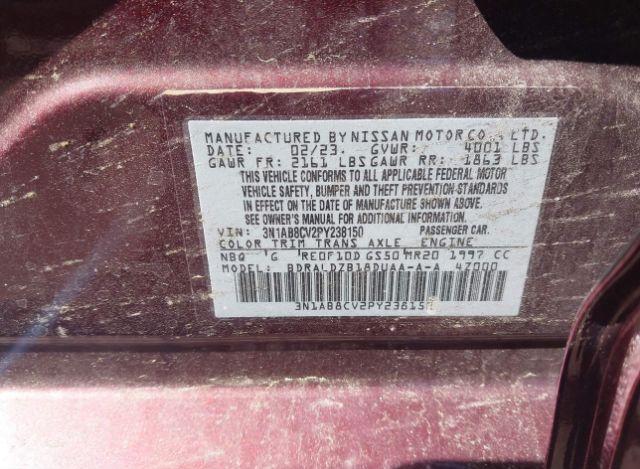 MANUFACTURED BY NISSAN MOTOR CO., LTD.
DATE: 02/23. GVWR: 4001 LBS
GAWR FR: 2161 LBS GAWR RR: 1863 LBS
THIS VEHICLE CONFORMS TO ALL APPLICABLE FEDERAL MOTOR
VEHICLE SAFETY, BUMPER AND THEFT PREVENTION STANDARDS
IN EFFECT ON THE DATE OF MANUFACTURE SHOWN ABOVE.
SEE OWNER'S MANUAL FOR ADDITIONAL INFORMATION.
VIN: 3N1AB8CV2PY238150 PASSENGER CAR.
COLOR TRIM TRANS AXLE ENGINE
NBQ G RE0F10D GS50 MR20 1997 CC
MODEL: BDRALDZB18DUAA-A-A 4Z000
3N1AB8CV2PY238150